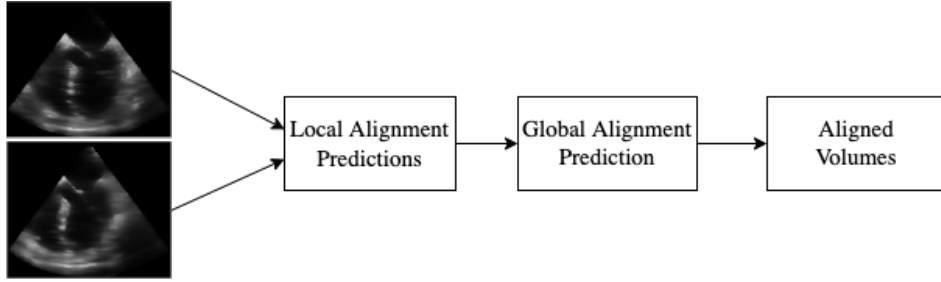 Local Alignment
Predictions
Global Alignment
Prediction
Aligned
Volumes